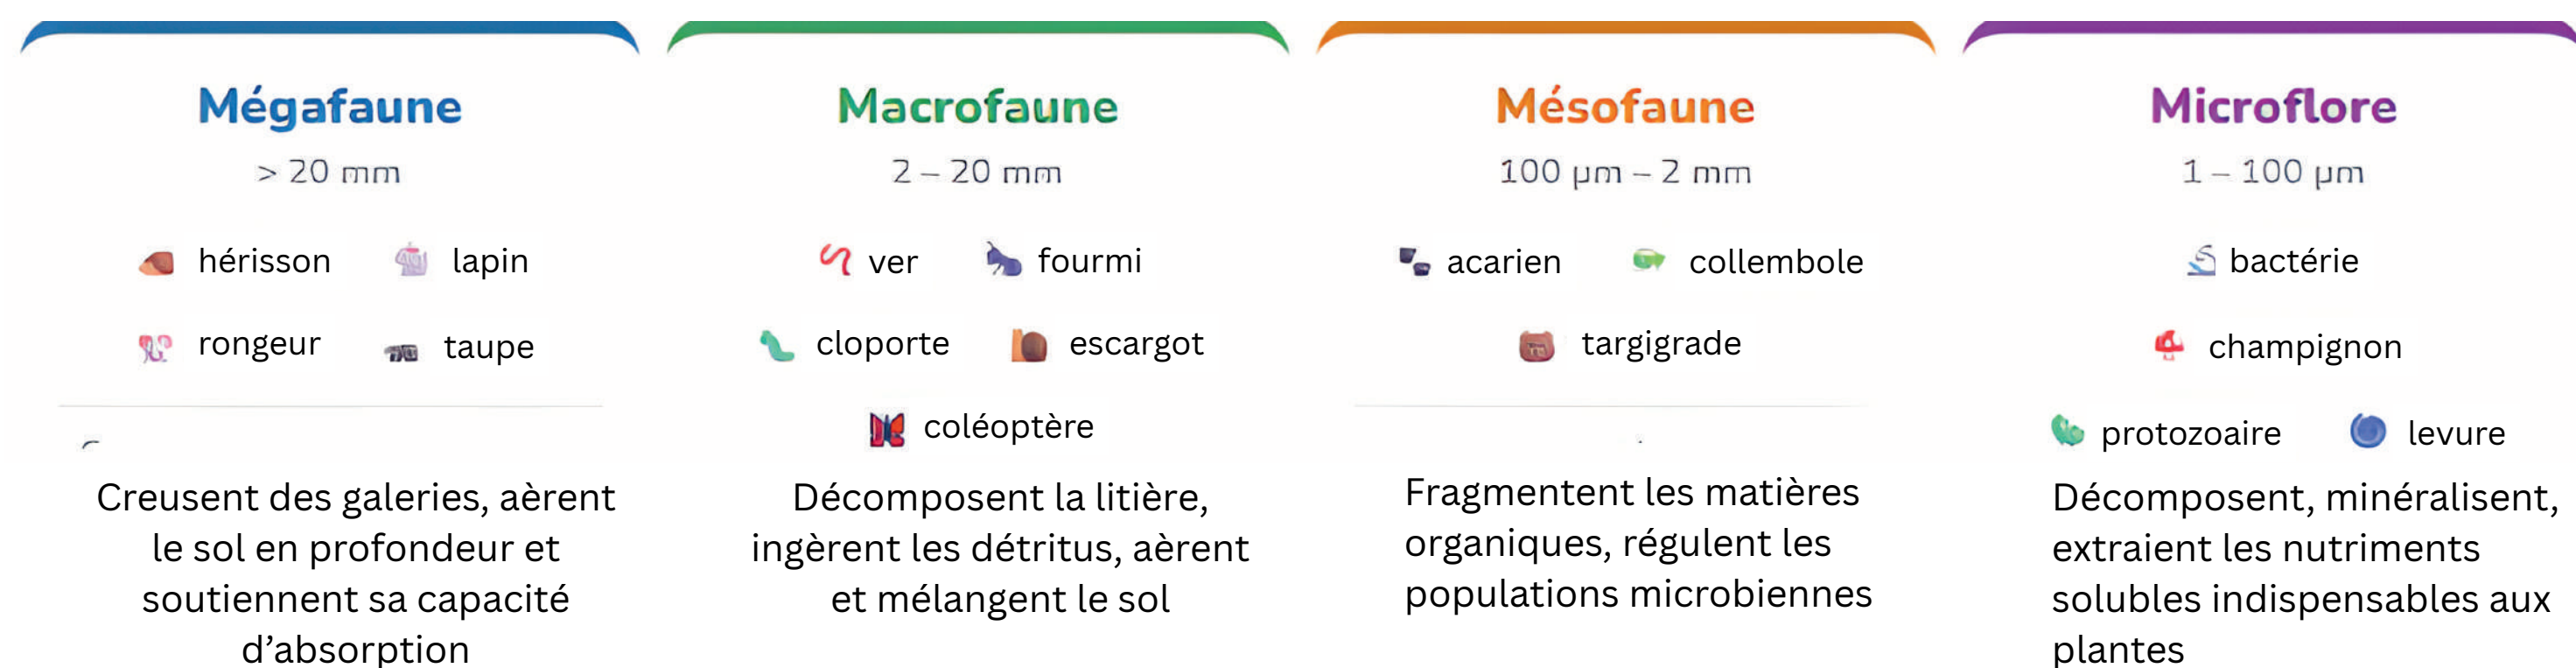 Mégafaune
> 20 mm
hérisson lapin
rongeur taupe
Creusent des galeries, aèrent
le sol en profondeur et
soutiennent sa capacité
d’absorption
Macrofaune
2 – 20 mm
ver fourmi
cloporte escargot
coléoptère
Décomposent la litière,
ingèrent les détritus, aèrent
et mélangent le sol
Mésofaune
100 µm – 2 mm
acarien collembole
targigrade
Fragmentent les matières
organiques, régulent les
populations microbiennes
Microflore
1 – 100 µm
bactérie
champignon
protozoaire levure
Décomposent, minéralisent,
extraient les nutriments
solubles indispensables aux
plantes